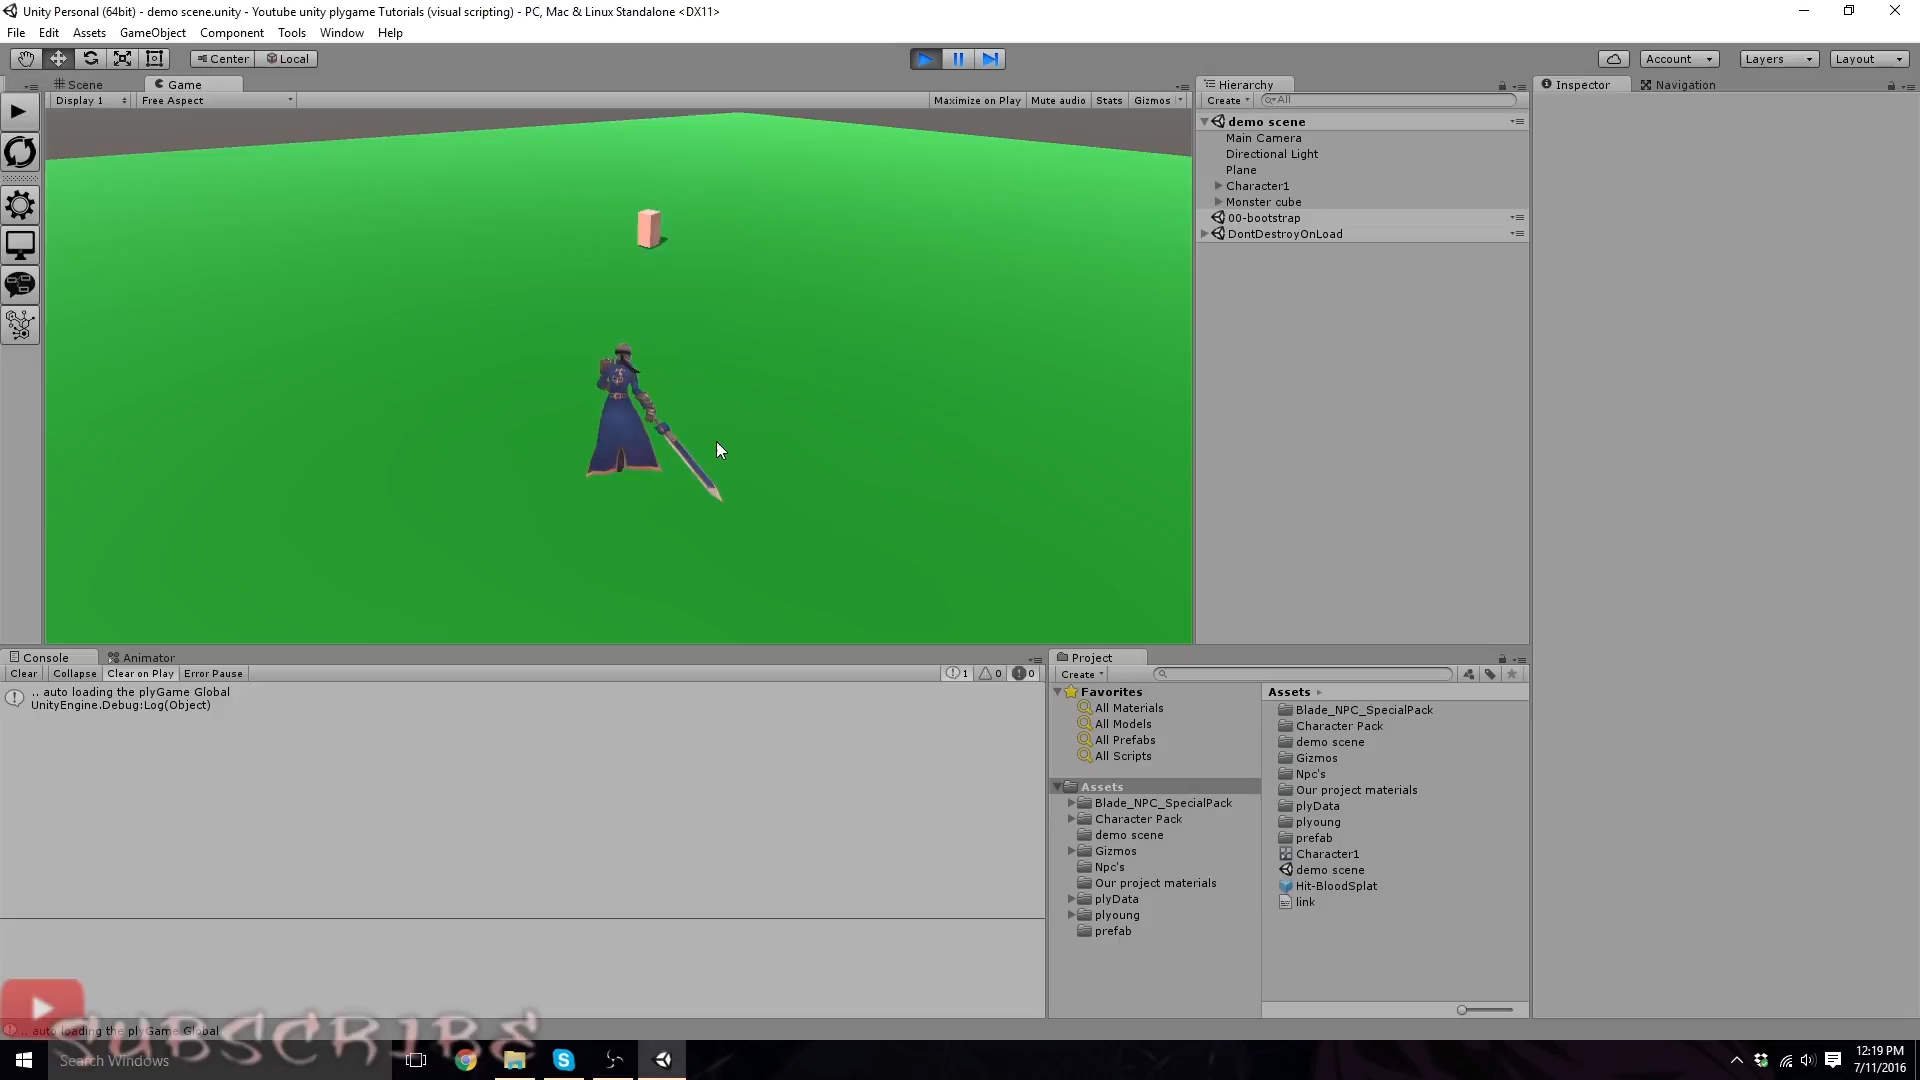 Unity Personal (64bit) - demo scene.unity - Youtube unity plygame Tutorials (visual scripting) - PC, Mac & Linux Standalone <DX11>
File Edit Assets GameObject Component Tools Window Help
Center Local Account Layers Layout
Scene Game
Display 1 Free Aspect Maximize on Play Mute audio Stats Gizmos
Hierarchy
Create All
demo scene
Main Camera
Directional Light
Plane
Character1
Monster cube
00-bootstrap
DontDestroyOnLoad
Inspector Navigation
Console Animator
Clear Collapse Clear on Play Error Pause 1 0 0
.. auto loading the plyGame Global
UnityEngine.Debug:Log(Object)
Project
Create
Favorites
All Materials
All Models
All Prefabs
All Scripts
Assets
Blade_NPC_SpecialPack
Character Pack
demo scene
Gizmos
Npc's
Our project materials
plyData
plyoung
prefab
Assets
Blade_NPC_SpecialPack
Character Pack
demo scene
Gizmos
Npc's
Our project materials
plyData
plyoung
prefab
Character1
demo scene
Hit-BloodSplat
link
SUBSCRIBE
.. auto loading the plyGame Global
Search Windows
12:19 PM
7/11/2016